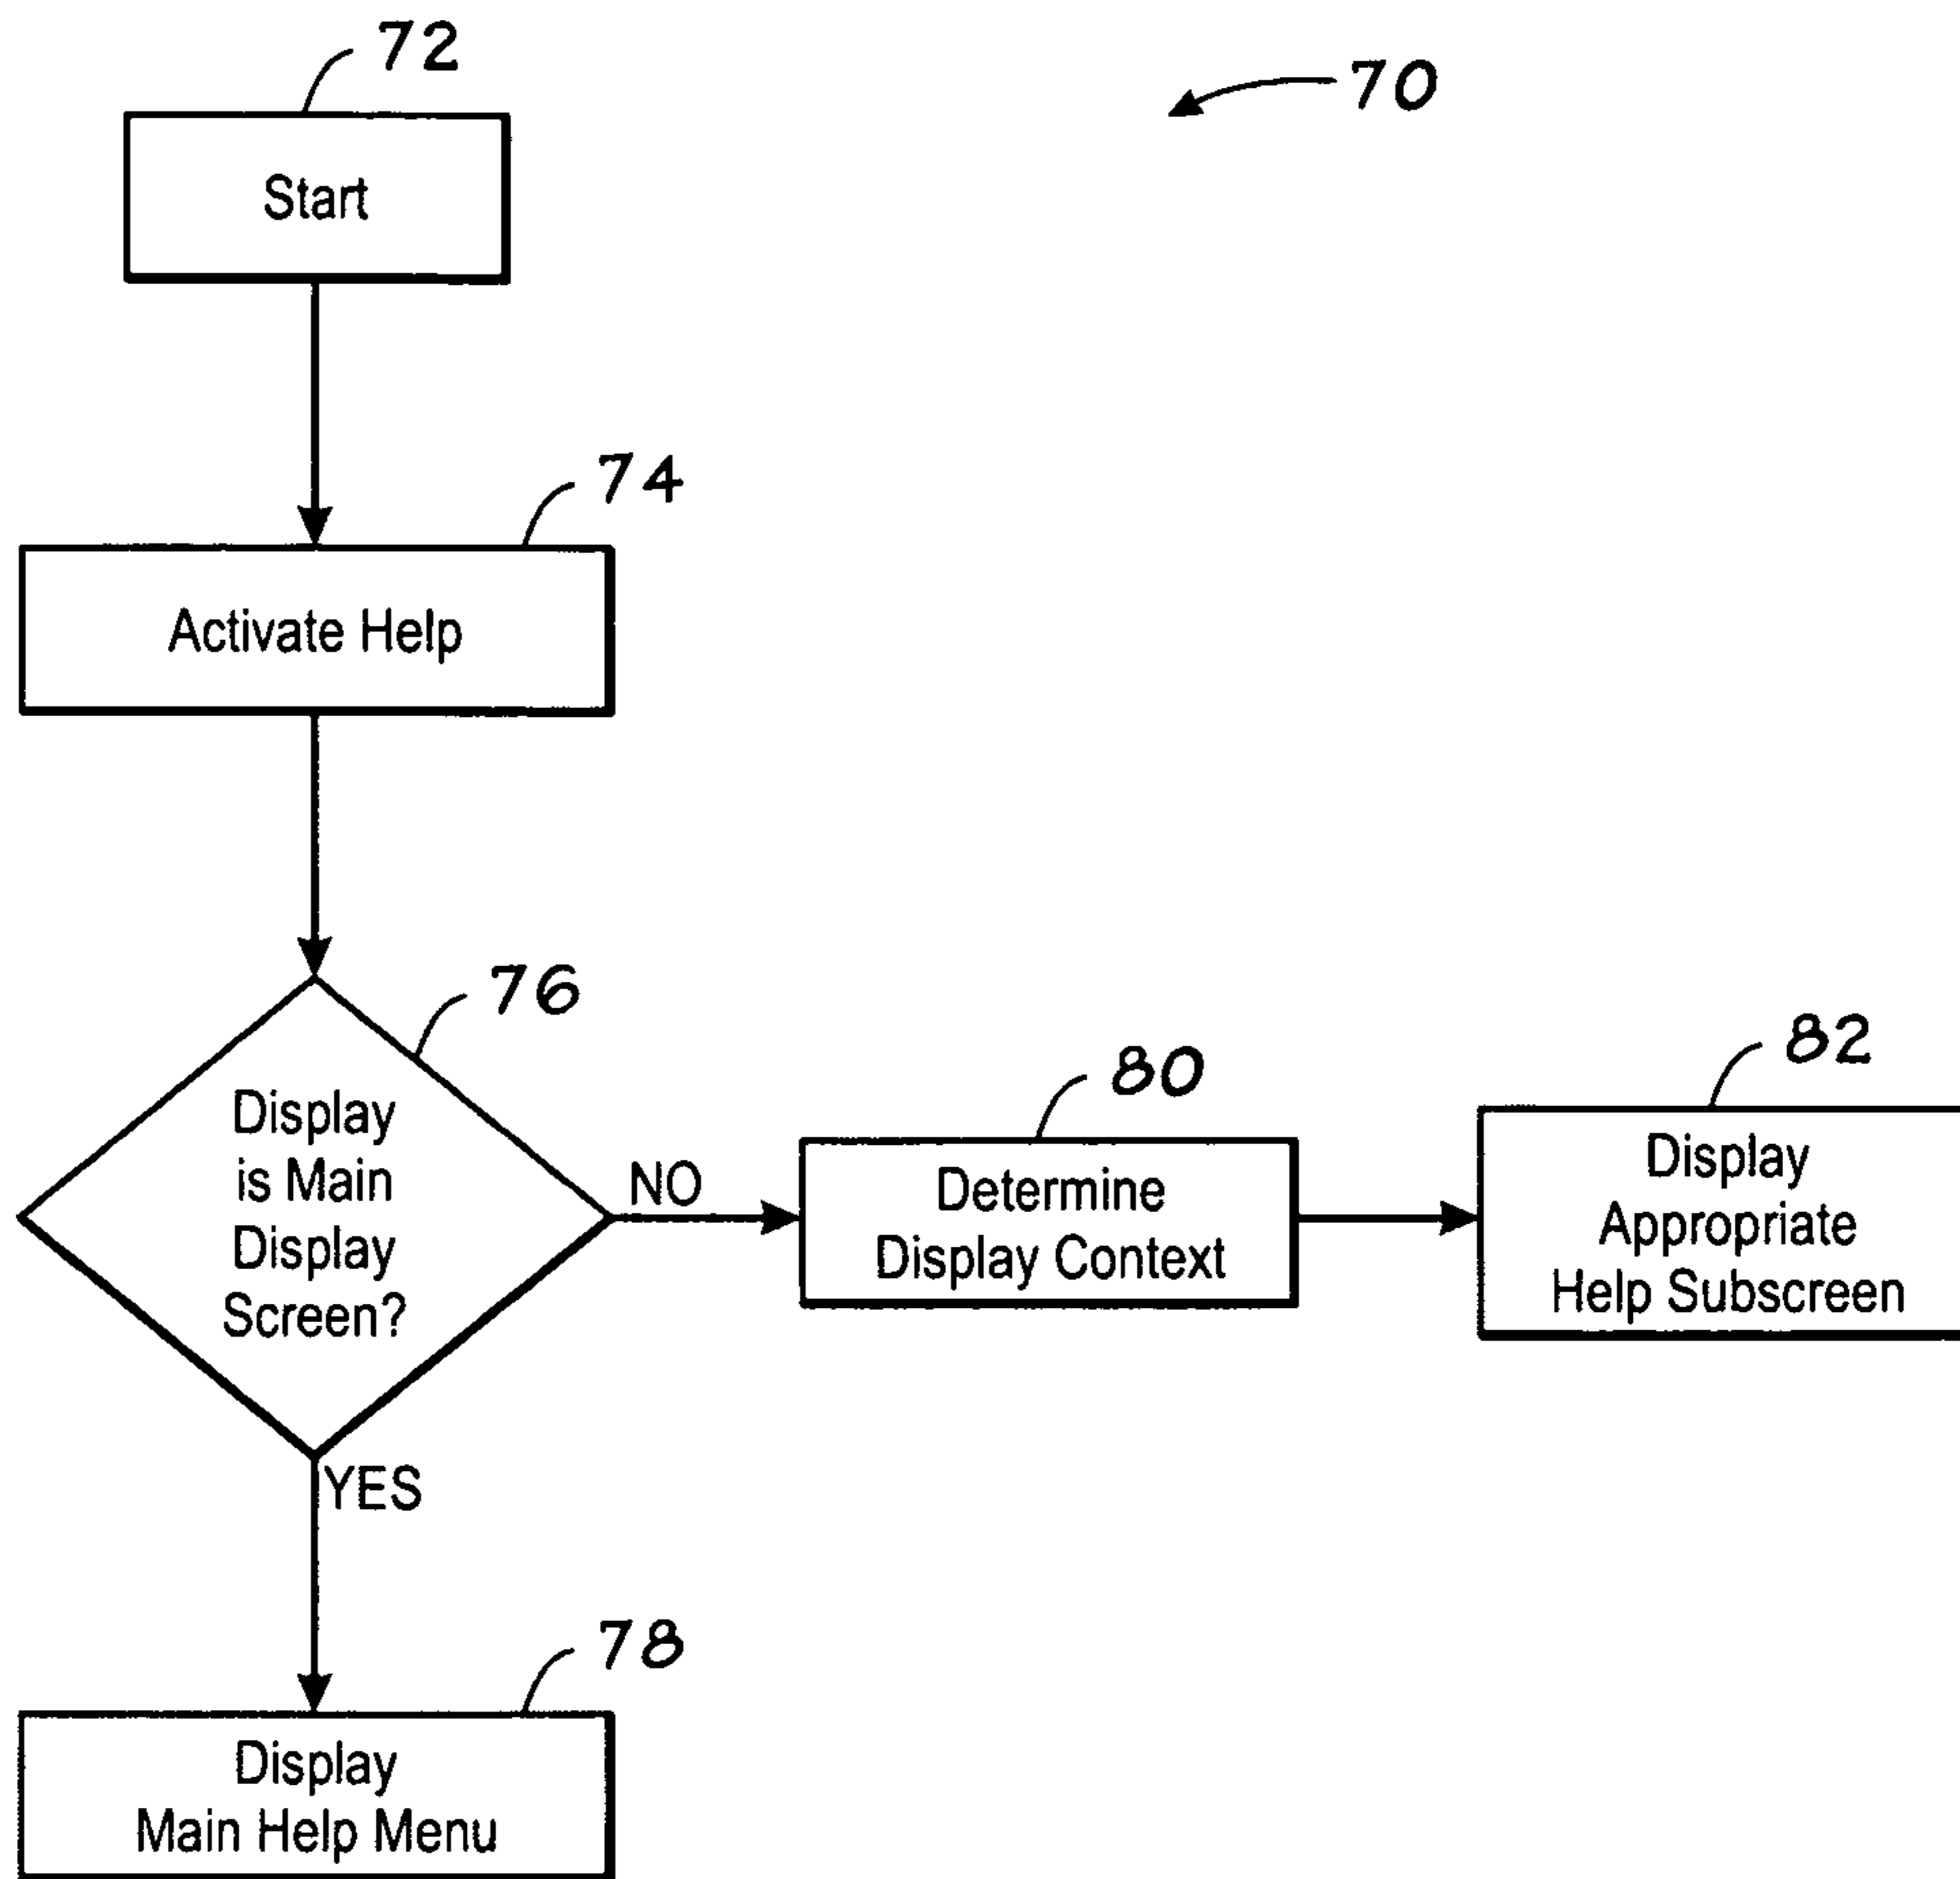 72
70
Start
74
Activate Help
76
Display
is Main
Display
Screen?
NO
80
Determine
Display Context
82
Display
Appropriate
Help Subscreen
YES
78
Display
Main Help Menu